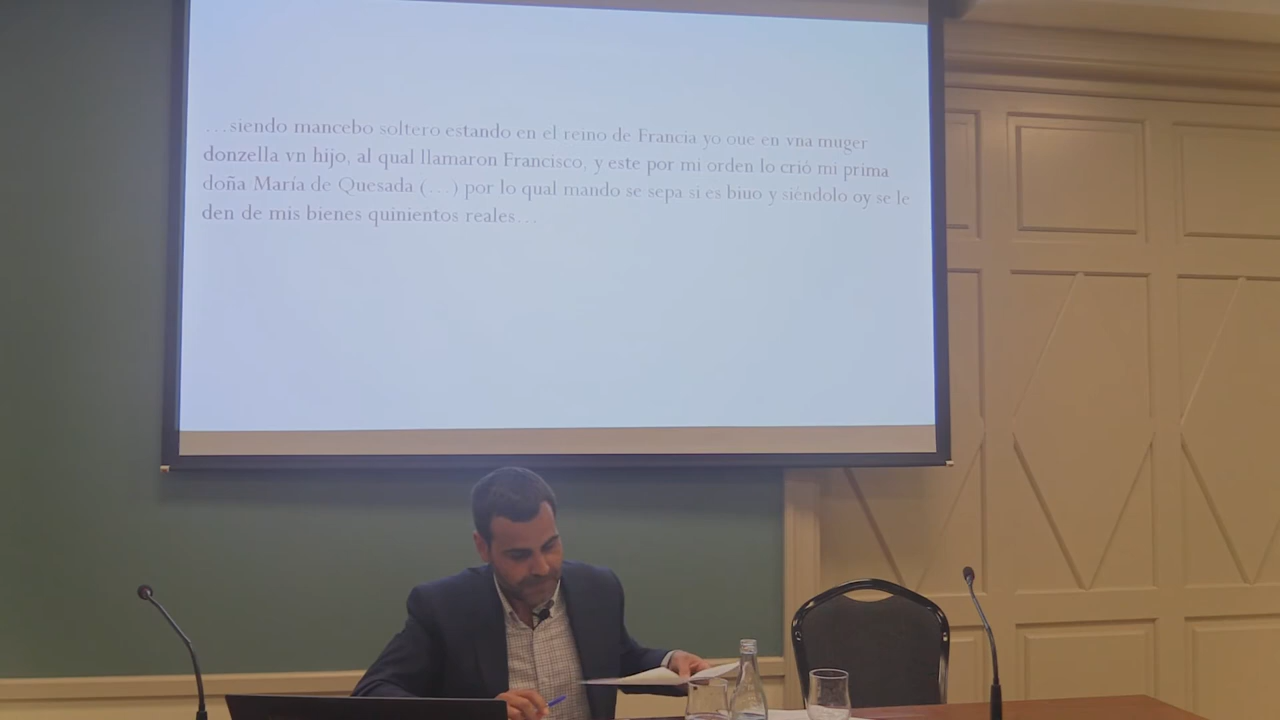 …siendo mancebo soltero estando en el reino de Francia yo oue en vna muger
donzella vn hijo, al qual llamaron Francisco, y este por mi orden lo crió mi prima
doña María de Quesada (…) por lo qual mando se sepa si es biuo y siéndolo oy se le
den de mis bienes quinientos reales…